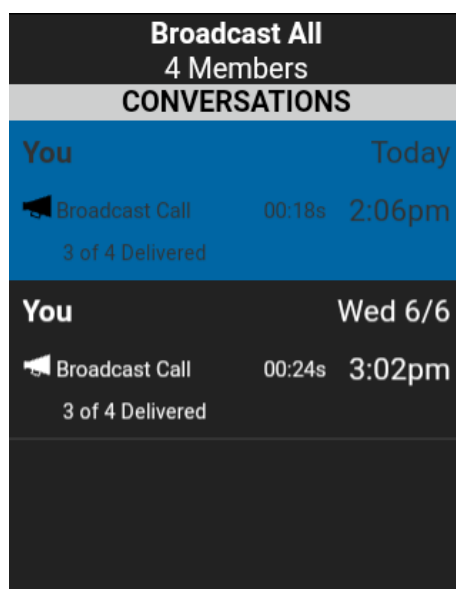 Broadcast All
4 Members
CONVERSATIONS
You Today
Broadcast Call 00:18s 2:06pm
3 of 4 Delivered
You Wed 6/6
Broadcast Call 00:24s 3:02pm
3 of 4 Delivered